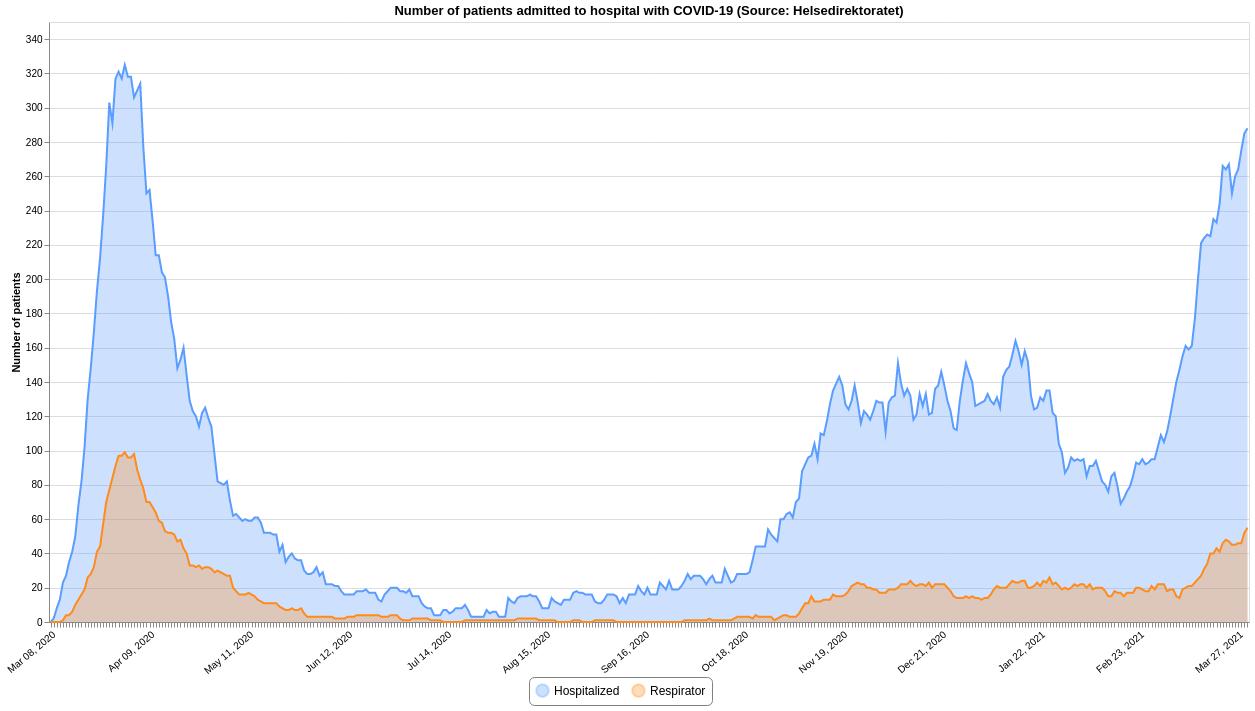 Number of patients admitted to hospital with COVID-19 (Source: Helsedirektoratet)
Number of patients
340
320
300
280
260
240
220
200
180
160
140
120
100
80
60
40
20
0
Mar 08, 2020
Apr 09, 2020
May 11, 2020
Jun 12, 2020
Jul 14, 2020
Aug 15, 2020
Sep 16, 2020
Oct 18, 2020
Nov 19, 2020
Dec 21, 2020
Jan 22, 2021
Feb 23, 2021
Mar 27, 2021
Hospitalized
Respirator